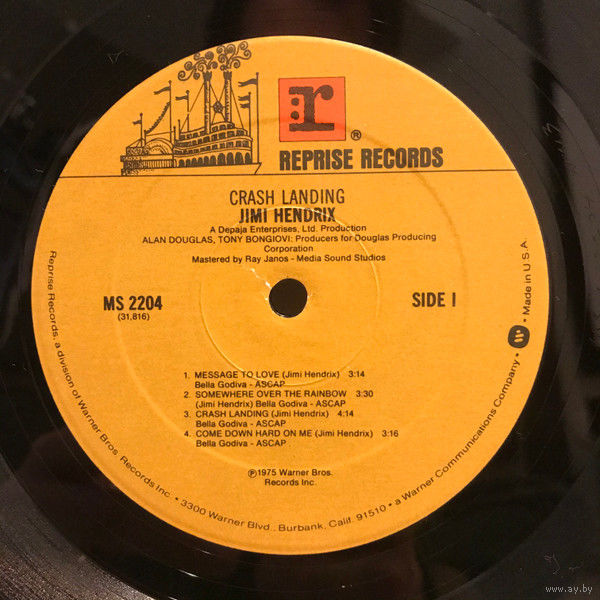 r
®
REPRISE RECORDS
CRASH LANDING
JIMI HENDRIX
A Depaja Enterprises, Ltd. Production
ALAN DOUGLAS, TONY BONGIOVI: Producers for Douglas Producing
Corporation
Mastered by Ray Janos - Media Sound Studios
MS 2204
(31,816)
SIDE I
1. MESSAGE TO LOVE (Jimi Hendrix) 3:14
Bella Godiva - ASCAP
2. SOMEWHERE OVER THE RAINBOW 3:30
(Jimi Hendrix) Bella Godiva - ASCAP
3. CRASH LANDING (Jimi Hendrix) 4:14
Bella Godiva - ASCAP
4. COME DOWN HARD ON ME (Jimi Hendrix) 3:16
Bella Godiva - ASCAP
℗1975 Warner Bros.
Records Inc.
Reprise Records, a division of Warner Bros. Records Inc. • 3300 Warner Blvd., Burbank, Calif. 91510 • a Warner Communications Company • Made in U.S.A.
www.ay.by